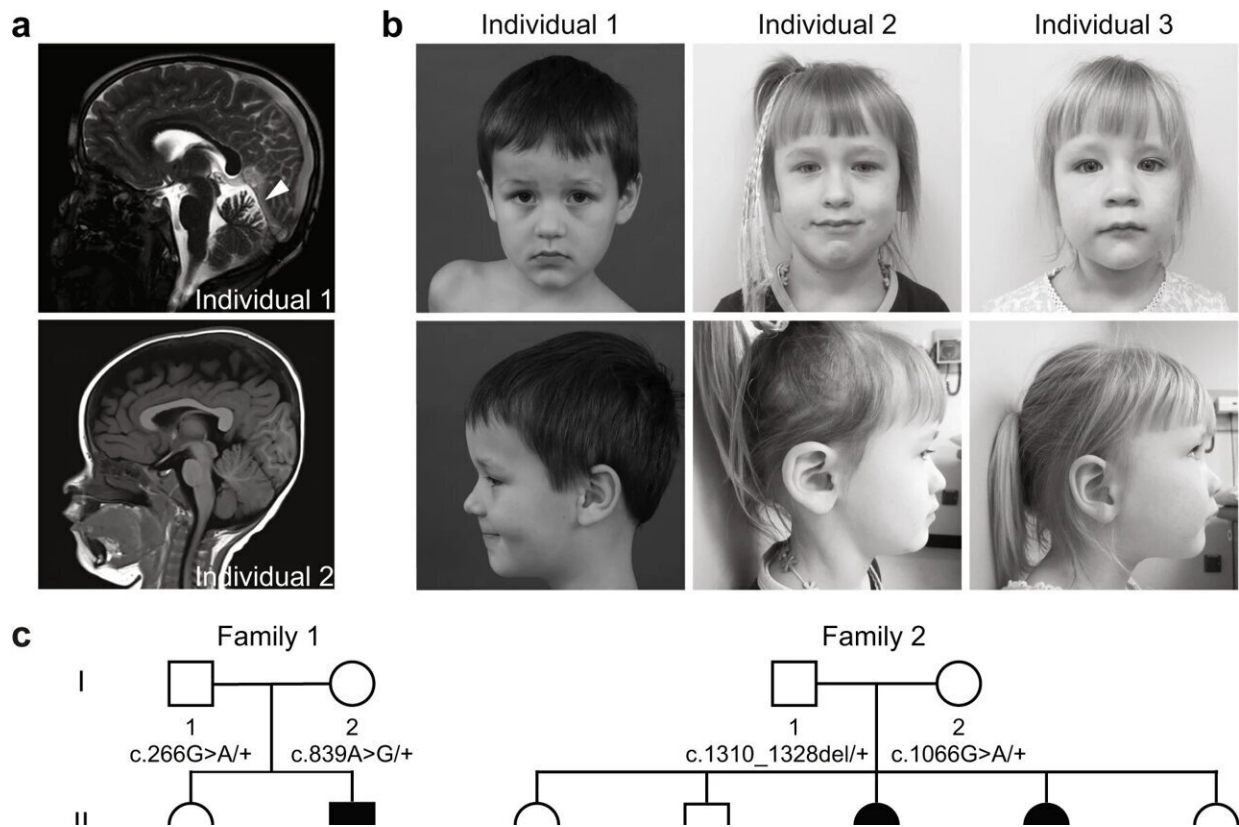 a
b
Individual 1
Individual 2
Individual 3
Individual 1
Individual 2
c
Family 1
Family 2
I
1
2
1
2
c.266G>A/+
c.839A>G/+
c.1310_1328del/+
c.1066G>A/+
II